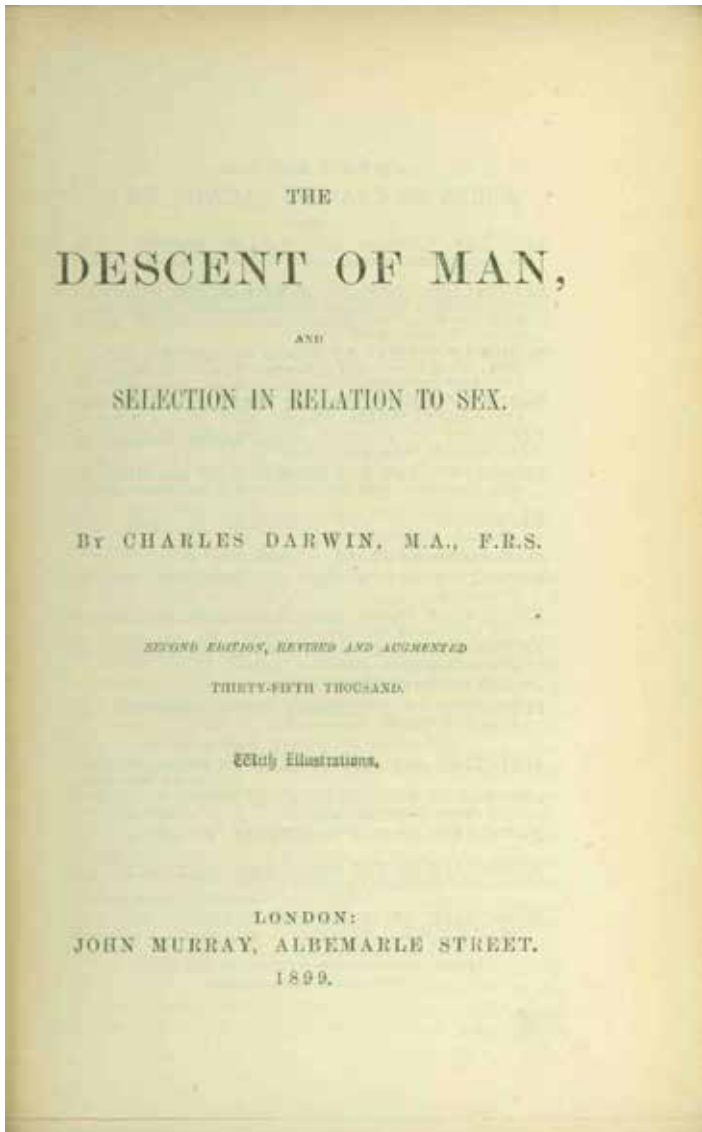 THE
DESCENT OF MAN,
AND
SELECTION IN RELATION TO SEX.
BY CHARLES DARWIN, M.A., F.R.S.
SECOND EDITION, REVISED AND AUGMENTED
THIRTY-FIFTH THOUSAND.
With Illustrations.
LONDON:
JOHN MURRAY, ALBEMARLE STREET.
1899.